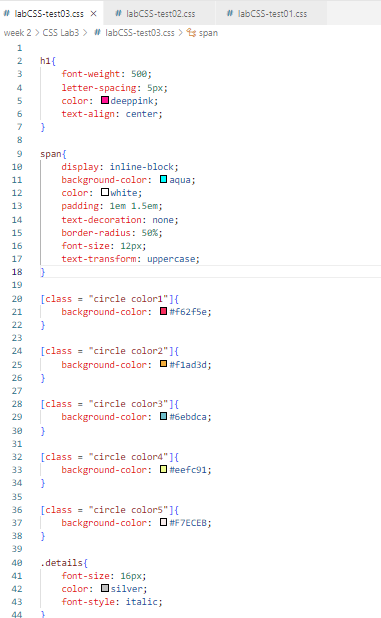 # labCSS-test03.css × # labCSS-test02.css # labCSS-test01.css
week 2 > CSS Lab3 > # labCSS-test03.css > span
1
2 h1{
3 font-weight: 500;
4 letter-spacing: 5px;
5 color: deeppink;
6 text-align: center;
7 }
8
9 span{
10 display: inline-block;
11 background-color: aqua;
12 color: white;
13 padding: 1em 1.5em;
14 text-decoration: none;
15 border-radius: 50%;
16 font-size: 12px;
17 text-transform: uppercase;
18 }
19
20 [class = "circle color1"]{
21 background-color: #f62f5e;
22 }
23
24 [class = "circle color2"]{
25 background-color: #f1ad3d;
26 }
27
28 [class = "circle color3"]{
29 background-color: #6ebdca;
30 }
31
32 [class = "circle color4"]{
33 background-color: #eefc91;
34 }
35
36 [class = "circle color5"]{
37 background-color: #F7ECEB;
38 }
39
40 .details{
41 font-size: 16px;
42 color: silver;
43 font-style: italic;
44 }